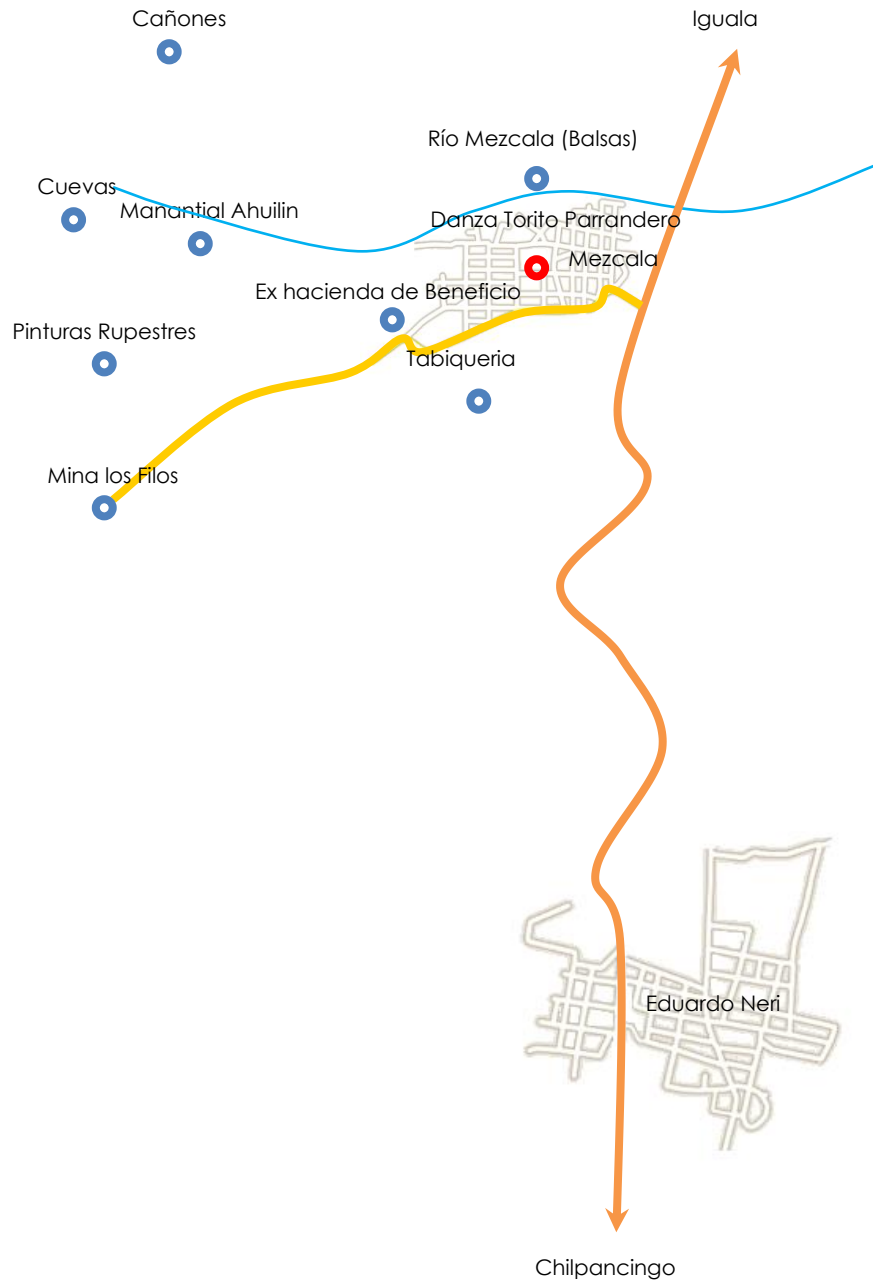 Cañones
Iguala
Río Mezcala (Balsas)
Cuevas
Manantial Ahuilin
Danza Torito Parrandero
Mezcala
Ex hacienda de Beneficio
Pinturas Rupestres
Tabiqueria
Mina los Filos
Eduardo Neri
Chilpancingo